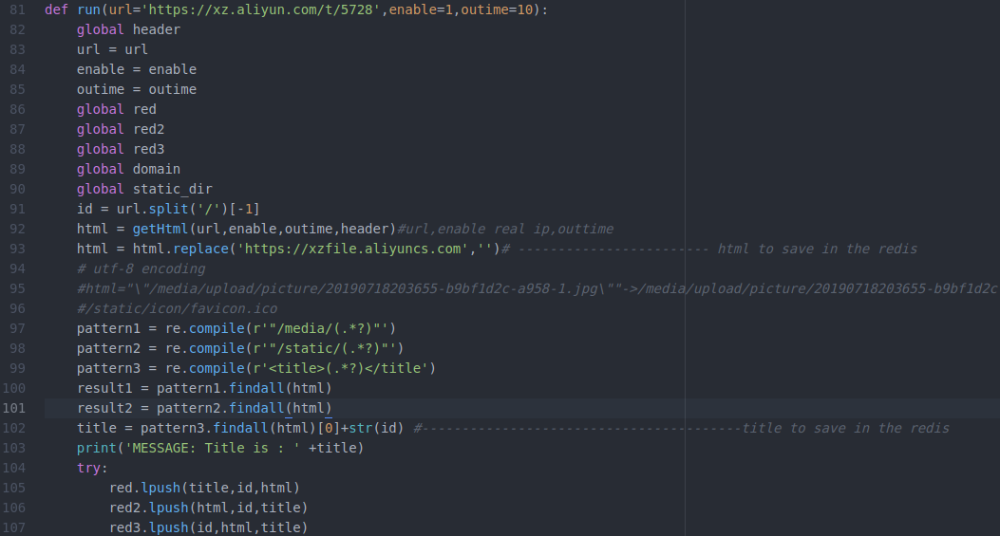 81 def run(url='https://xz.aliyun.com/t/5728',enable=1,outime=10):
82     global header
83     url = url
84     enable = enable
85     outime = outime
86     global red
87     global red2
88     global red3
89     global domain
90     global static_dir
91     id = url.split('/')[-1]
92     html = getHtml(url,enable,outime,header)#url,enable real ip,outtime
93     html = html.replace('https://xzfile.aliyuncs.com','')# ------------------------ html to save in the redis
94     # utf-8 encoding
95     #html="\"/media/upload/picture/20190718203655-b9bf1d2c-a958-1.jpg\""->/media/upload/picture/20190718203655-b9bf1d2c
96     #/static/icon/favicon.ico
97     pattern1 = re.compile(r'"/media/(.*?)"')
98     pattern2 = re.compile(r'"/static/(.*?)"')
99     pattern3 = re.compile(r'<title>(.*?)</title')
100     result1 = pattern1.findall(html)
101     result2 = pattern2.findall(html)
102     title = pattern3.findall(html)[0]+str(id) #----------------------------------------title to save in the redis
103     print('MESSAGE: Title is : ' +title)
104     try:
105         red.lpush(title,id,html)
106         red2.lpush(html,id,title)
107         red3.lpush(id,html,title)